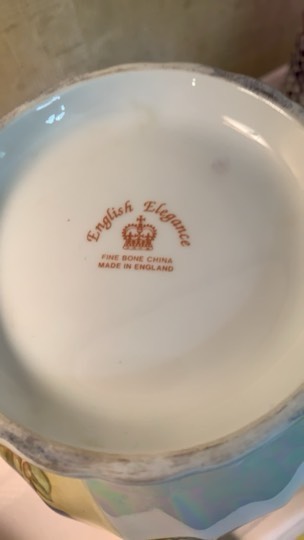 English Elegance
FINE BONE CHINA
MADE IN ENGLAND